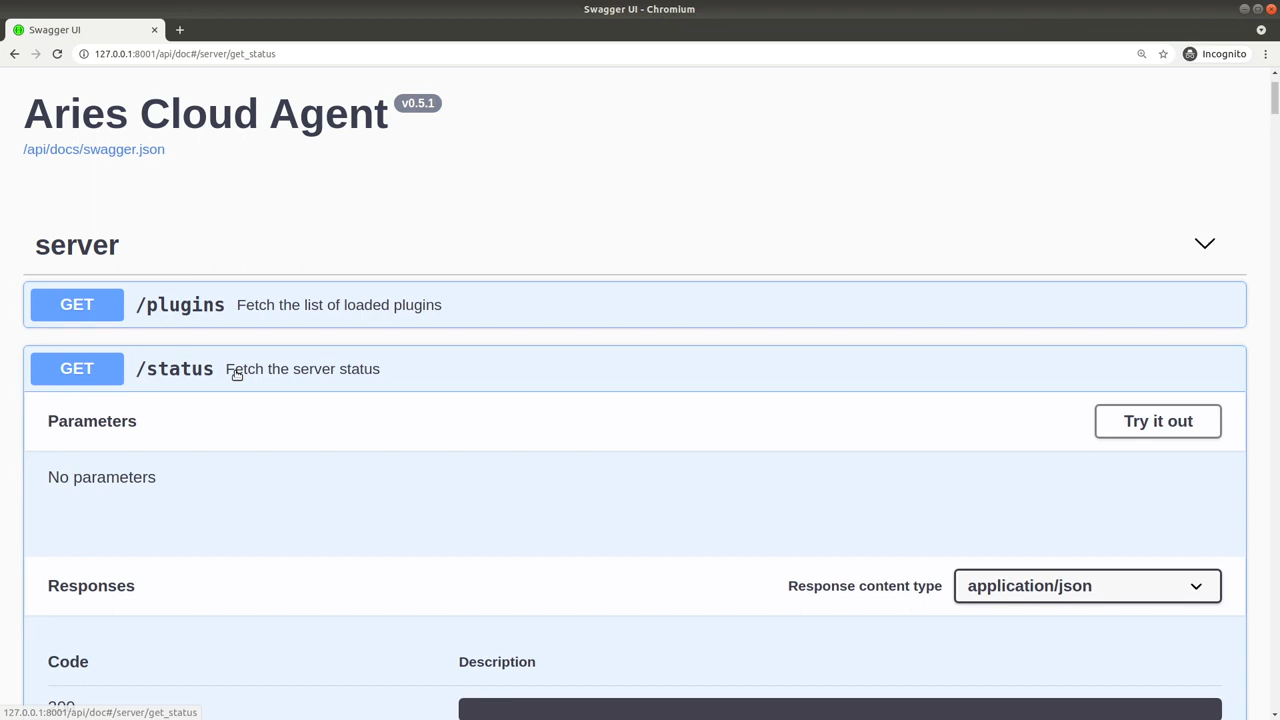 Swagger UI - Chromium
Swagger UI
127.0.0.1:8001/api/doc#/server/get_status
Incognito
Aries Cloud Agent v0.5.1
/api/docs/swagger.json
server
GET /plugins Fetch the list of loaded plugins
GET /status Fetch the server status
Parameters
Try it out
No parameters
Responses
Response content type
application/json
Code
Description
200
127.0.0.1:8001/api/doc#/server/get_status